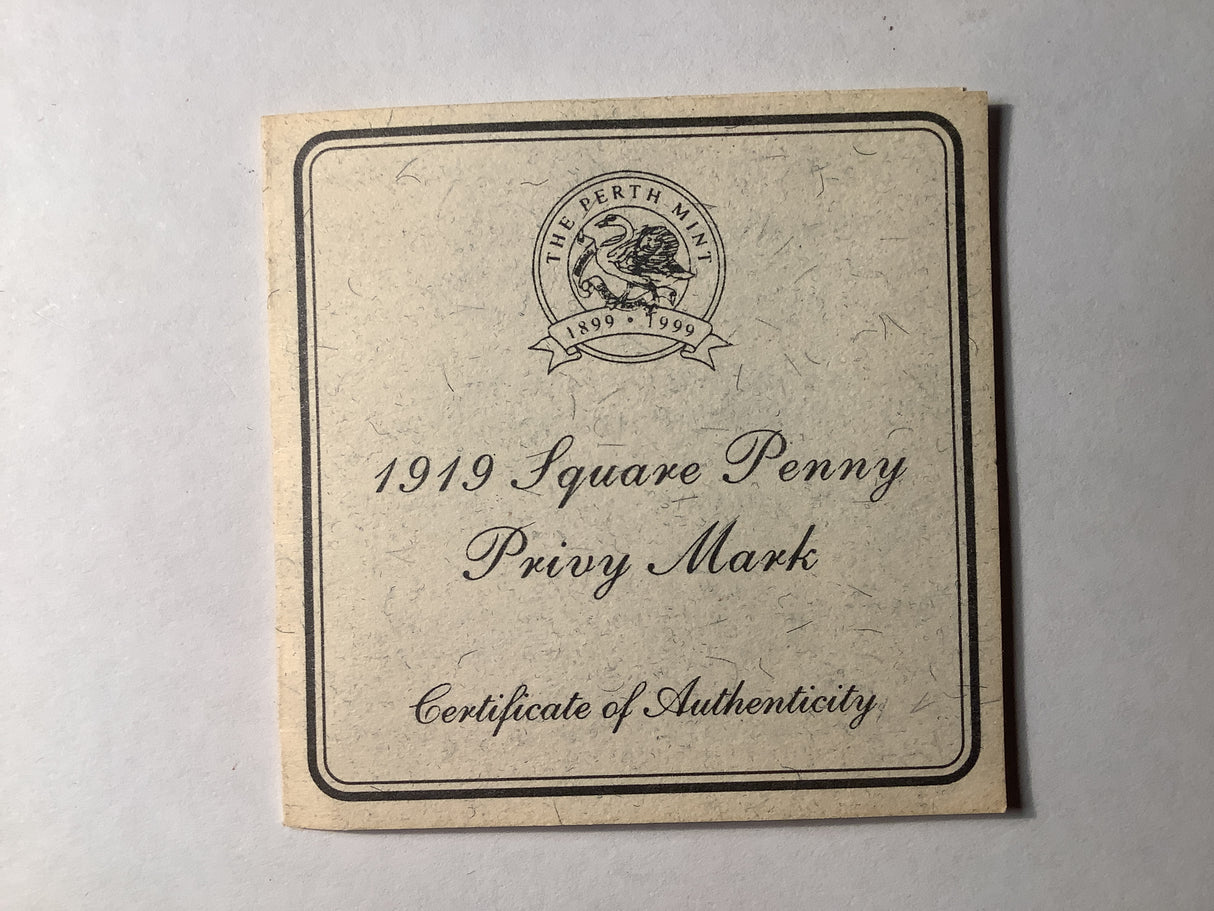 THE PERTH MINT
1899 • 1999
1919 Square Penny
Privy Mark
Certificate of Authenticity